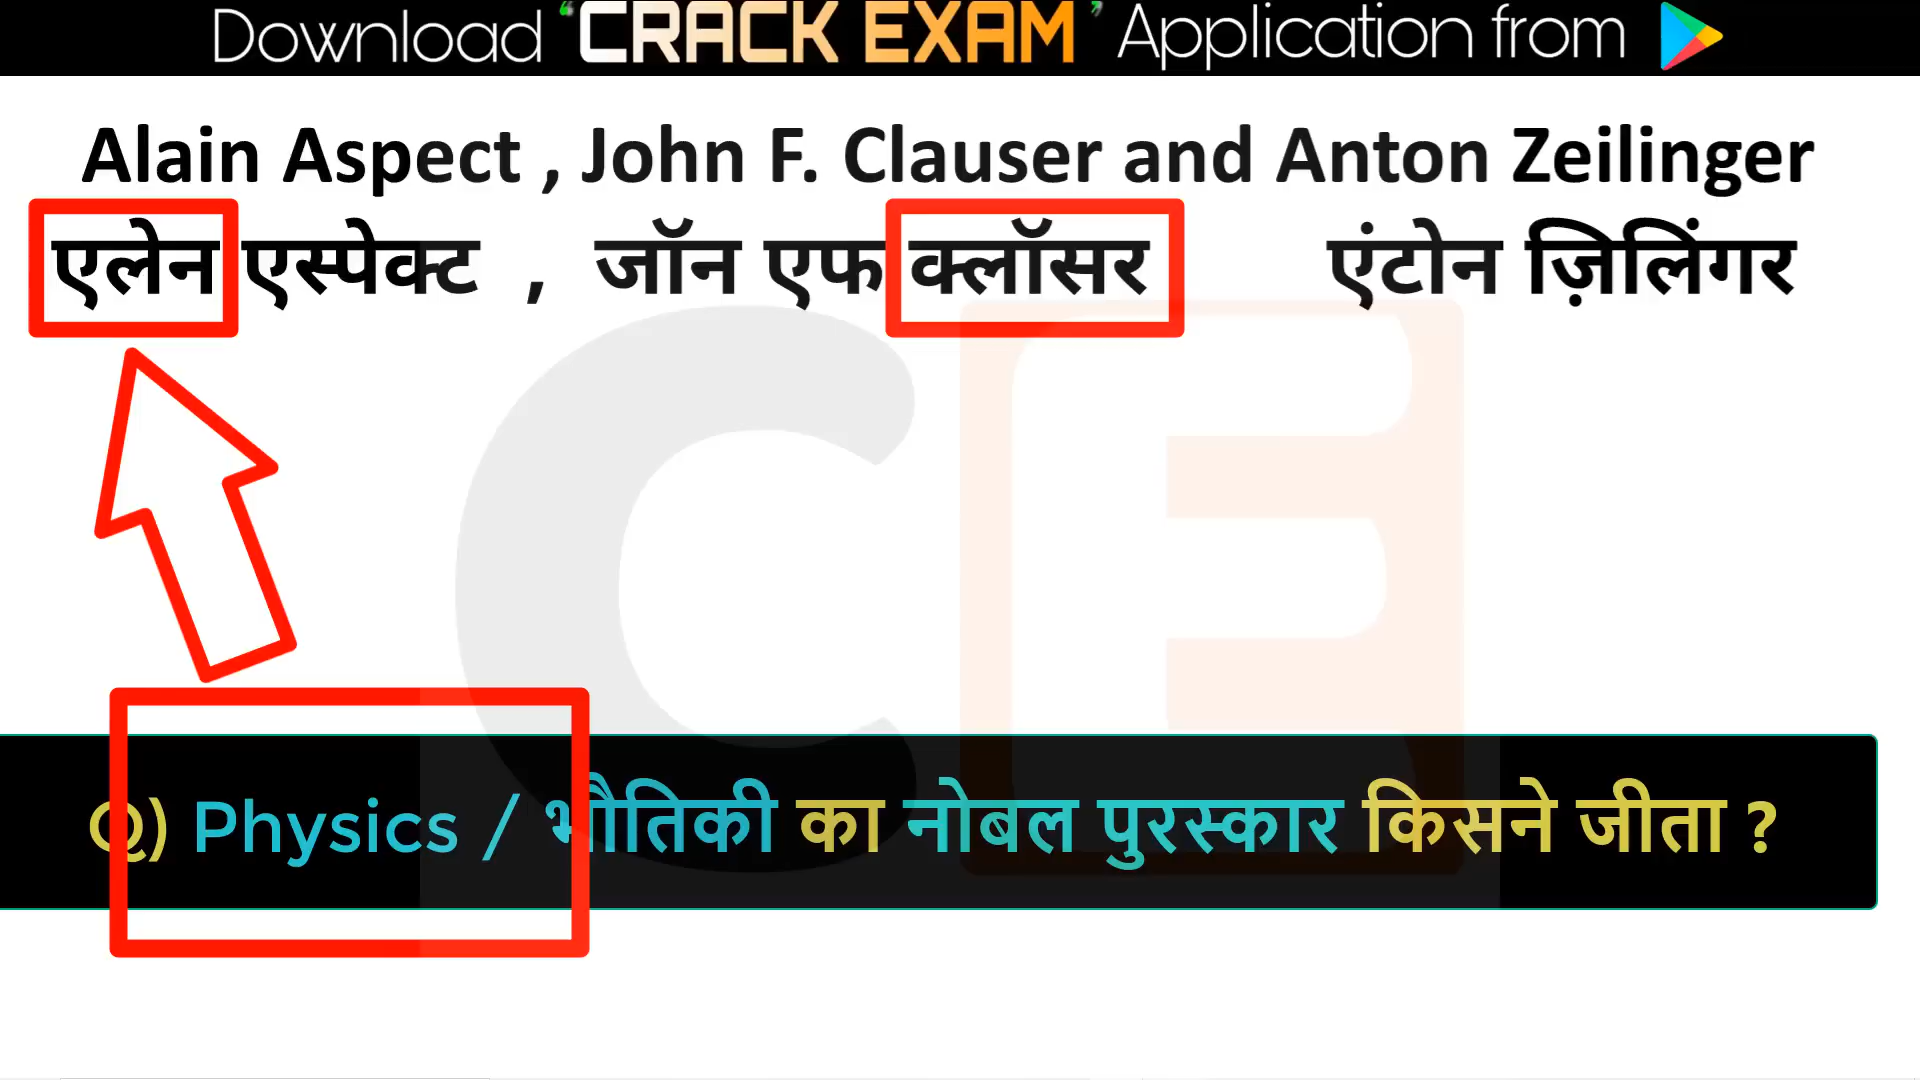 Download ‘CRACK EXAM’ Application from
Alain Aspect , John F. Clauser and Anton Zeilinger
एलेन एस्पेक्ट , जॉन एफ क्लॉसर एंटोन ज़िलिंगर
CE
Q) Physics / भौतिकी का नोबल पुरस्कार किसने जीता ?